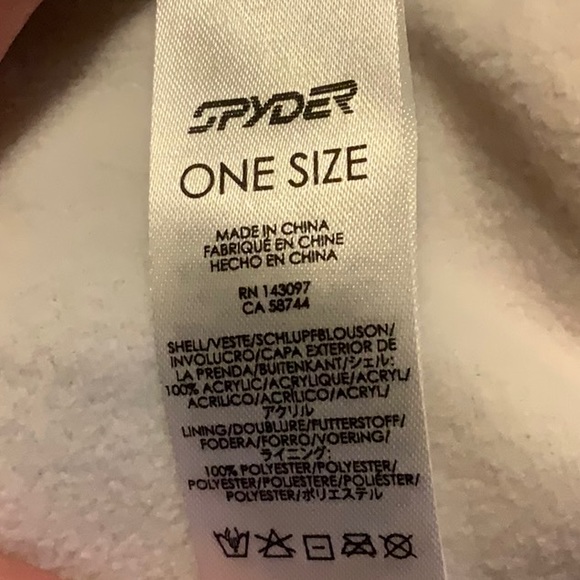 SPYDER
ONE SIZE
MADE IN CHINA
FABRIQUÉ EN CHINE
HECHO EN CHINA
RN 143097
CA 58744
SHELL/VESTE/SCHLUPFBLOUSON/
INVOLUCRO/CAPA EXTERIOR DE
LA PRENDA/BUITENKANT/シェル:
100% ACRYLIC/ACRYLIQUE/ACRYL/
ACRILICO/ACRÍLICO/ACRYL/
アクリル
LINING/DOUBLURE/FUTTERSTOFF/
FODERA/FORRO/VOERING/
ライニング:
100% POLYESTER/POLYESTER/
POLYESTER/POLIESTERE/POLIÉSTER/
POLYESTER/ポリエステル